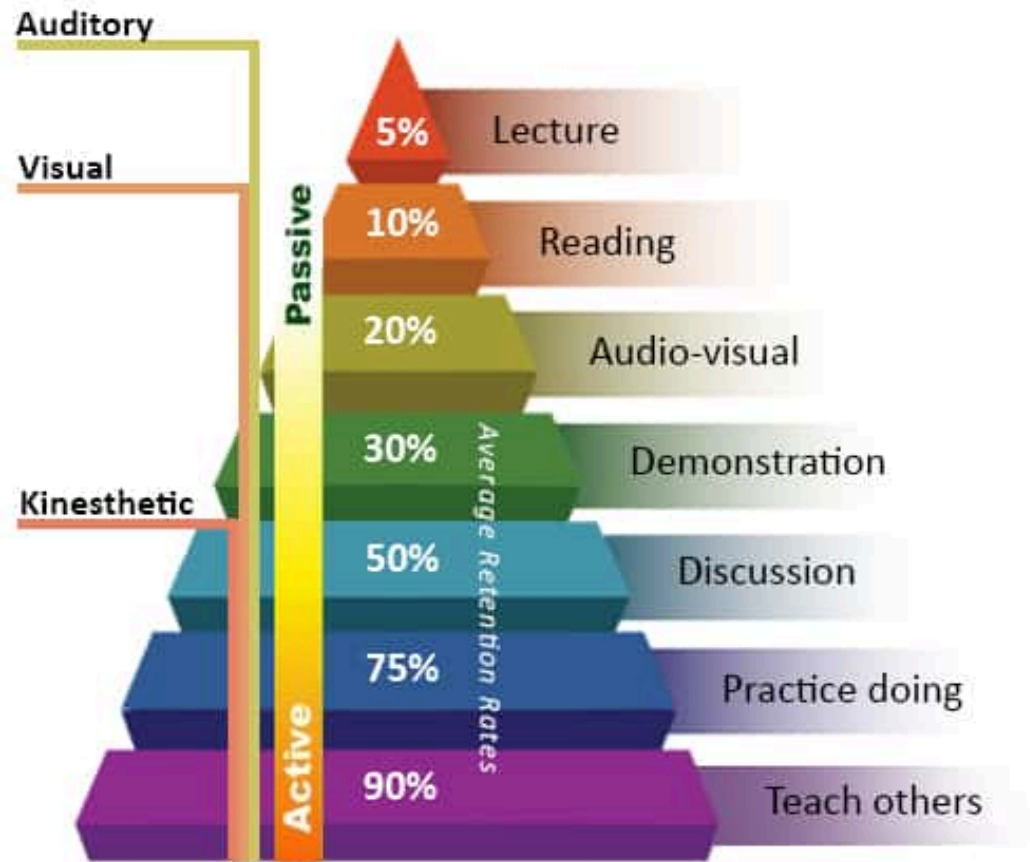 Auditory
5%
Lecture
Visual
Passive
10%
Reading
20%
Audio-visual
30%
Demonstration
Average Retention Rates
Kinesthetic
50%
Discussion
75%
Practice doing
Active
90%
Teach others